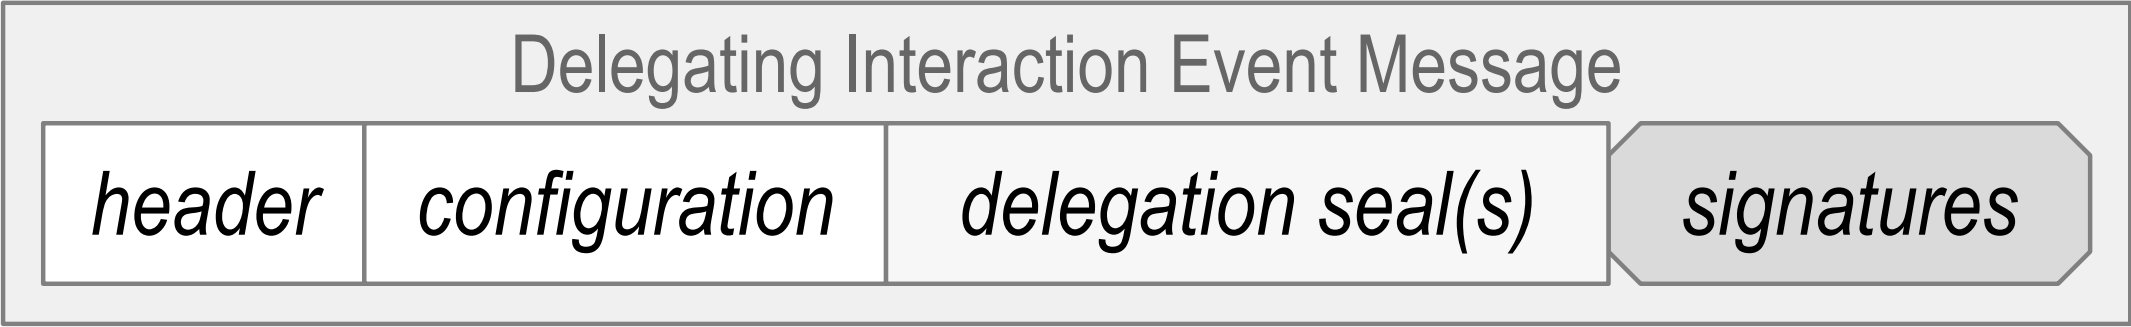 Delegating Interaction Event Message
header configuration delegation seal(s) signatures